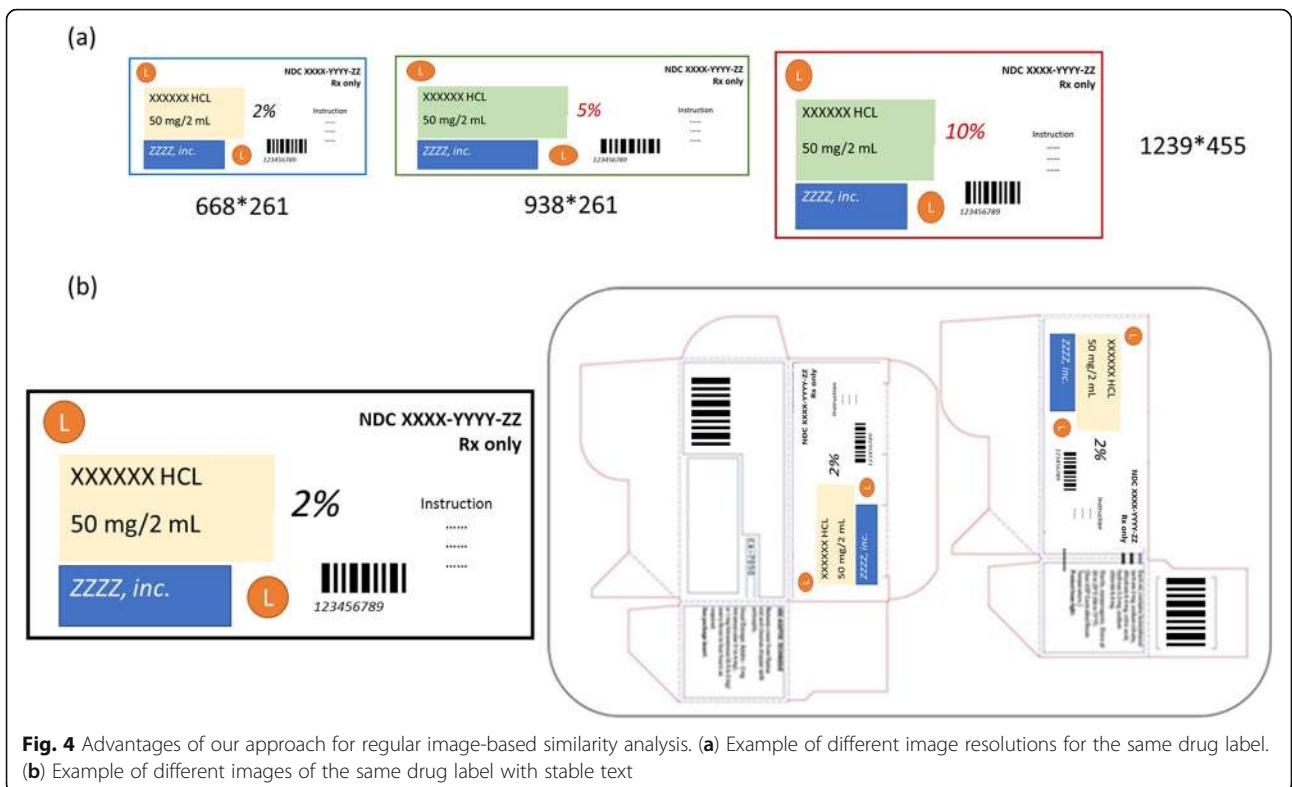 (a)
L
NDC XXXX-YYYY-ZZ
Rx only
XXXXXX HCL
50 mg/2 mL
2%
Instruction
ZZZZ, inc.
L
123456789
668*261
L
NDC XXXX-YYYY-ZZ
Rx only
XXXXXX HCL
50 mg/2 mL
5%
Instruction
ZZZZ, inc.
L
123456789
938*261
L
NDC XXXX-YYYY-ZZ
Rx only
XXXXXX HCL
50 mg/2 mL
10%
Instruction
ZZZZ, inc.
L
123456789
1239*455
(b)
L
NDC XXXX-YYYY-ZZ
Rx only
XXXXXX HCL
50 mg/2 mL
2%
Instruction
......
......
......
ZZZZ, inc.
L
123456789
NDC XXXX-YYYY-ZZ
Rx only
Instruction
2%
123456789
XXXXXX HCL
50 mg/2 mL
ZZZZ, inc.
L
L
L
XXXXXX HCL
50 mg/2 mL
ZZZZ, inc.
L
2%
123456789
Instruction
NDC XXXX-YYYY-ZZ
Rx only
Fig. 4 Advantages of our approach for regular image-based similarity analysis. (a) Example of different image resolutions for the same drug label.
(b) Example of different images of the same drug label with stable text